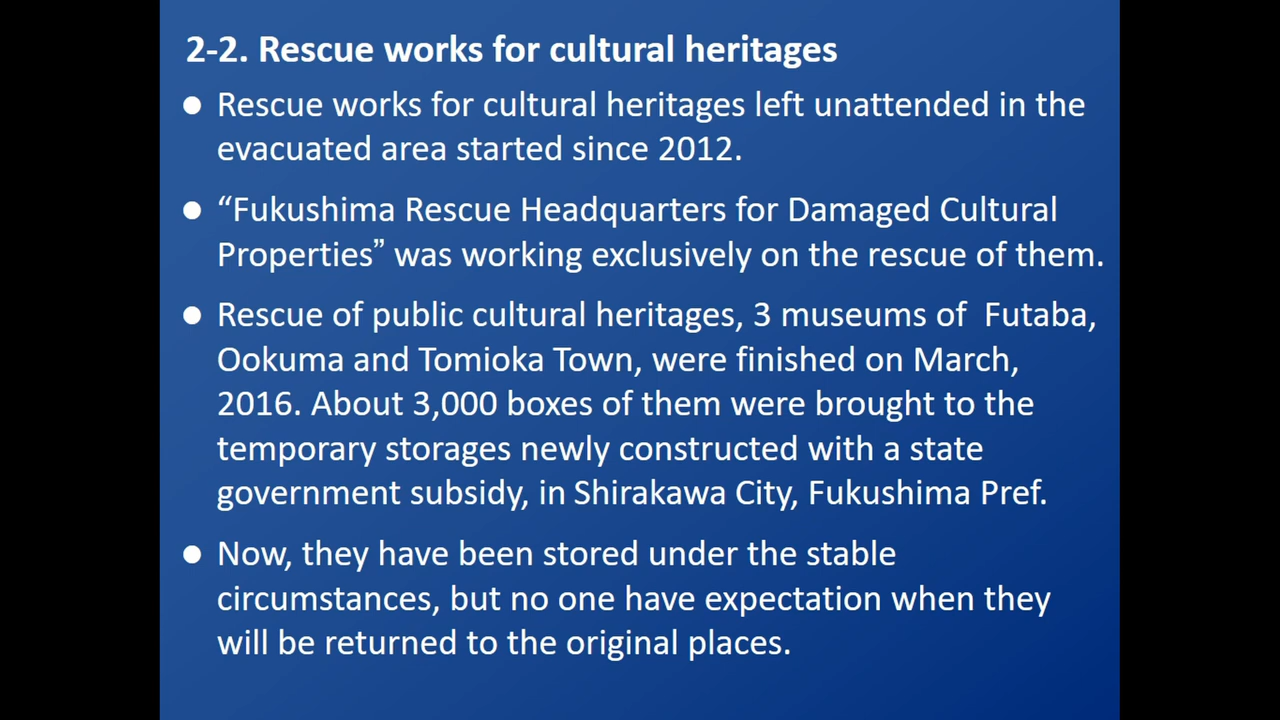 2-2. Rescue works for cultural heritages
● Rescue works for cultural heritages left unattended in the
evacuated area started since 2012.
● “Fukushima Rescue Headquarters for Damaged Cultural
Properties” was working exclusively on the rescue of them.
● Rescue of public cultural heritages, 3 museums of  Futaba,
Ookuma and Tomioka Town, were finished on March,
2016. About 3,000 boxes of them were brought to the
temporary storages newly constructed with a state
government subsidy, in Shirakawa City, Fukushima Pref.
● Now, they have been stored under the stable
circumstances, but no one have expectation when they
will be returned to the original places.